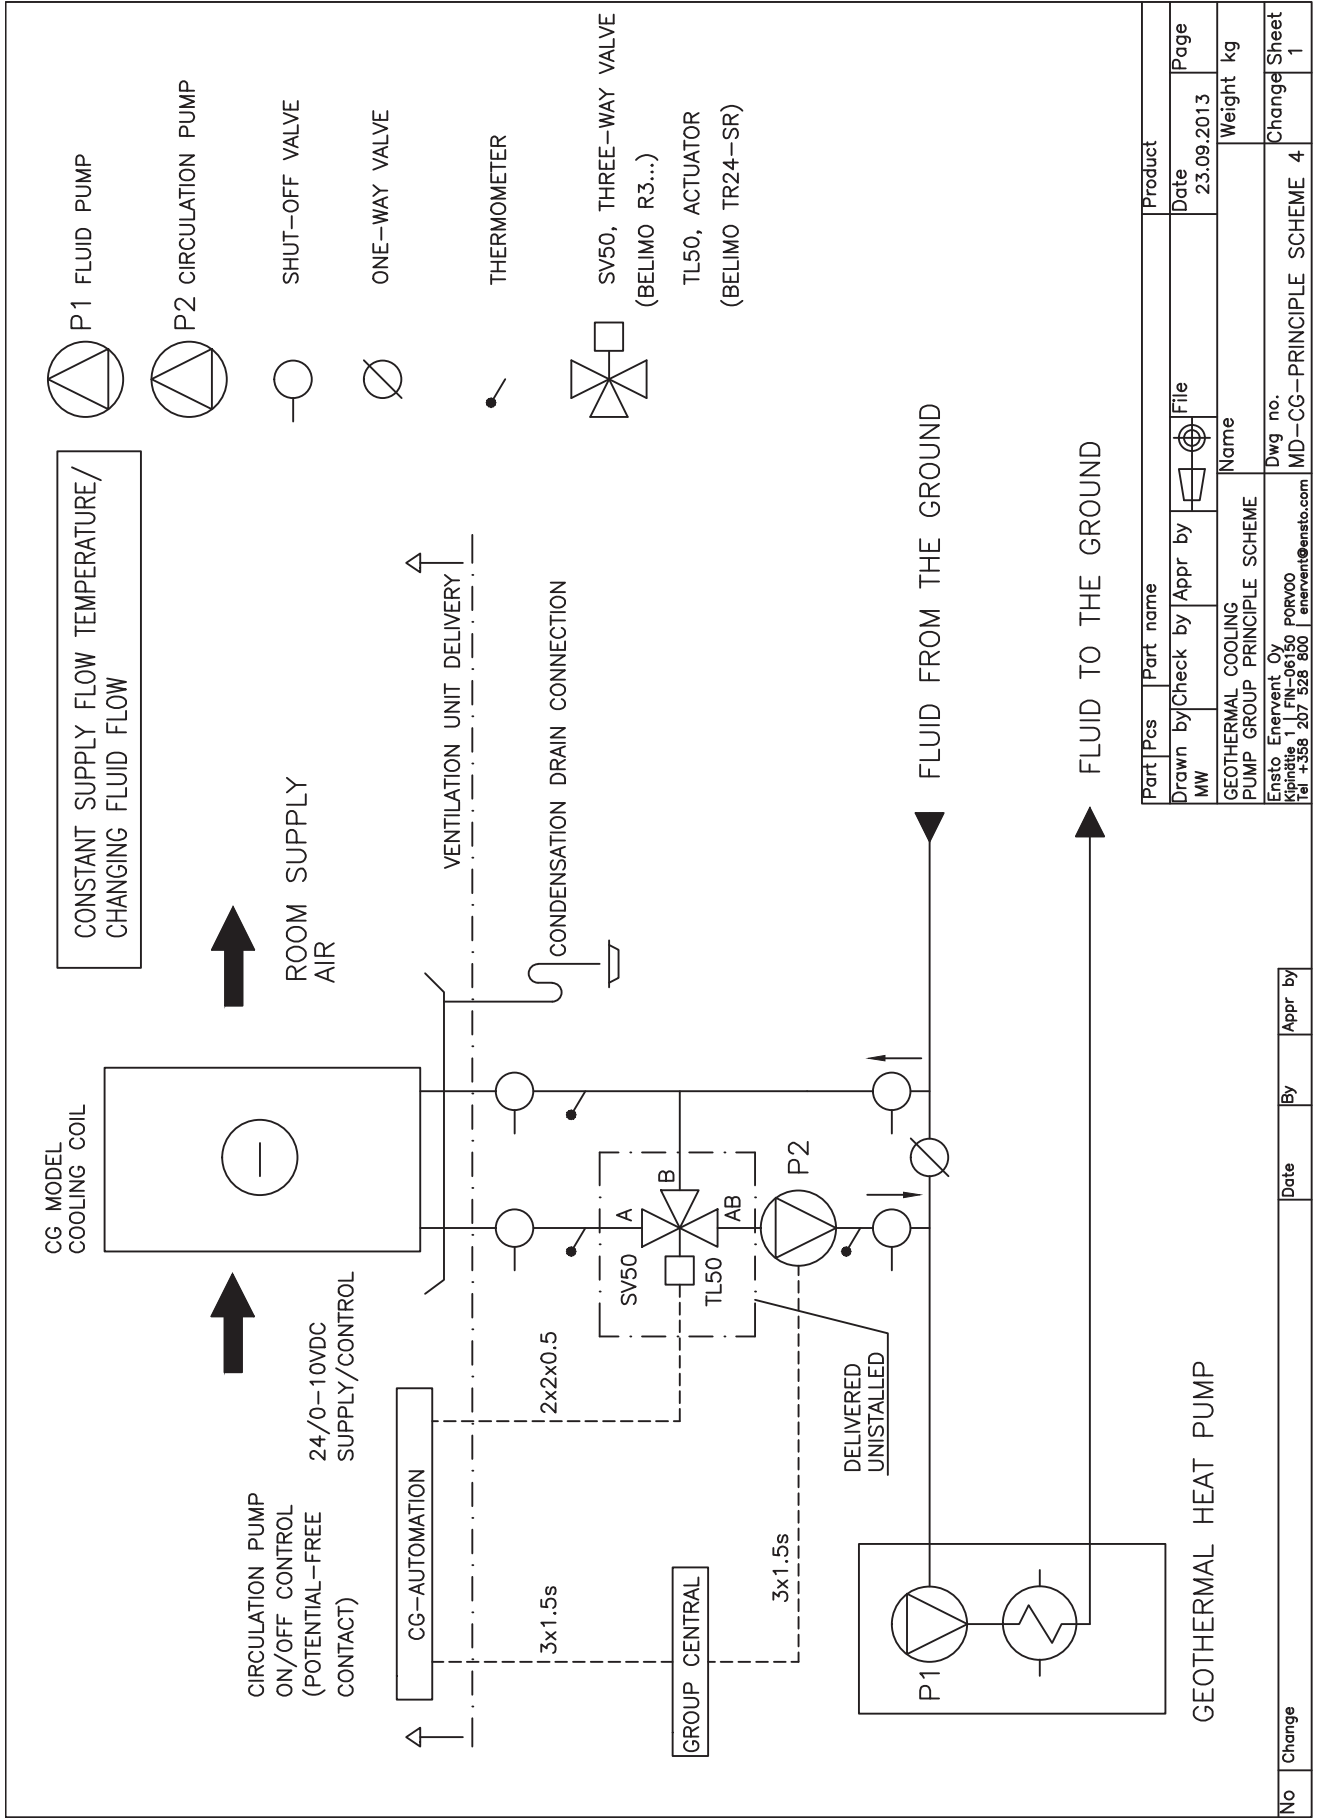 CONSTANT SUPPLY FLOW TEMPERATURE/
CHANGING FLUID FLOW
P1 FLUID PUMP
P2 CIRCULATION PUMP
SHUT-OFF VALVE
ONE-WAY VALVE
THERMOMETER
SV50, THREE-WAY VALVE
(BELIMO R3...)
TL50, ACTUATOR
(BELIMO TR24-SR)
CG MODEL
COOLING COIL
ROOM SUPPLY
AIR
CIRCULATION PUMP
ON/OFF CONTROL
(POTENTIAL-FREE
CONTACT)
24/0-10VDC
SUPPLY/CONTROL
CG-AUTOMATION
VENTILATION UNIT DELIVERY
CONDENSATION DRAIN CONNECTION
3x1.5s
2x2x0.5
SV50
A
B
TL50
AB
GROUP CENTRAL
3x1.5s
P2
DELIVERED
UNISTALLED
FLUID FROM THE GROUND
P1
FLUID TO THE GROUND
GEOTHERMAL HEAT PUMP
Part Pcs Part name Product
Drawn by Check by Appr by File Date Page
MW 23.09.2013
GEOTHERMAL COOLING
PUMP GROUP PRINCIPLE SCHEME
Name Weight kg
Ensto Enervent Oy
Kipinätie 1 | FIN-06150 PORVOO
Tel +358 207 528 800 | enervent@ensto.com
Dwg no. Change Sheet
MD-CG-PRINCIPLE SCHEME 4 1
No Change Date By Appr by